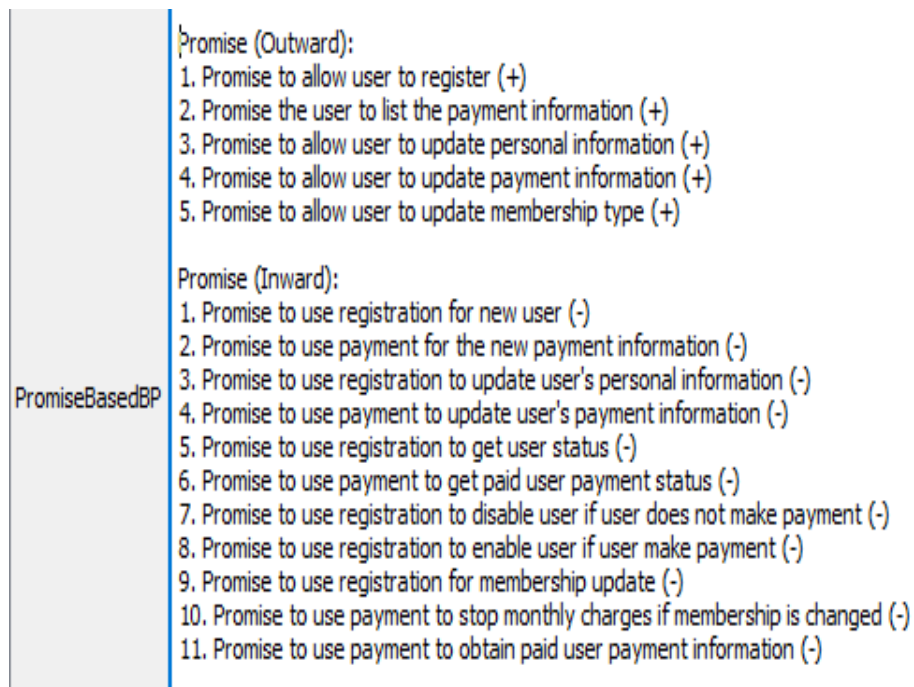 Promise (Outward):
1. Promise to allow user to register (+)
2. Promise the user to list the payment information (+)
3. Promise to allow user to update personal information (+)
4. Promise to allow user to update payment information (+)
5. Promise to allow user to update membership type (+)
Promise (Inward):
1. Promise to use registration for new user (-)
2. Promise to use payment for the new payment information (-)
3. Promise to use registration to update user's personal information (-)
PromiseBasedBP
4. Promise to use payment to update user's payment information (-)
5. Promise to use registration to get user status (-)
6. Promise to use payment to get paid user payment status (-)
7. Promise to use registration to disable user if user does not make payment (-)
8. Promise to use registration to enable user if user make payment (-)
9. Promise to use registration for membership update (-)
10. Promise to use payment to stop monthly charges if membership is changed (-)
11. Promise to use payment to obtain paid user payment information (-)